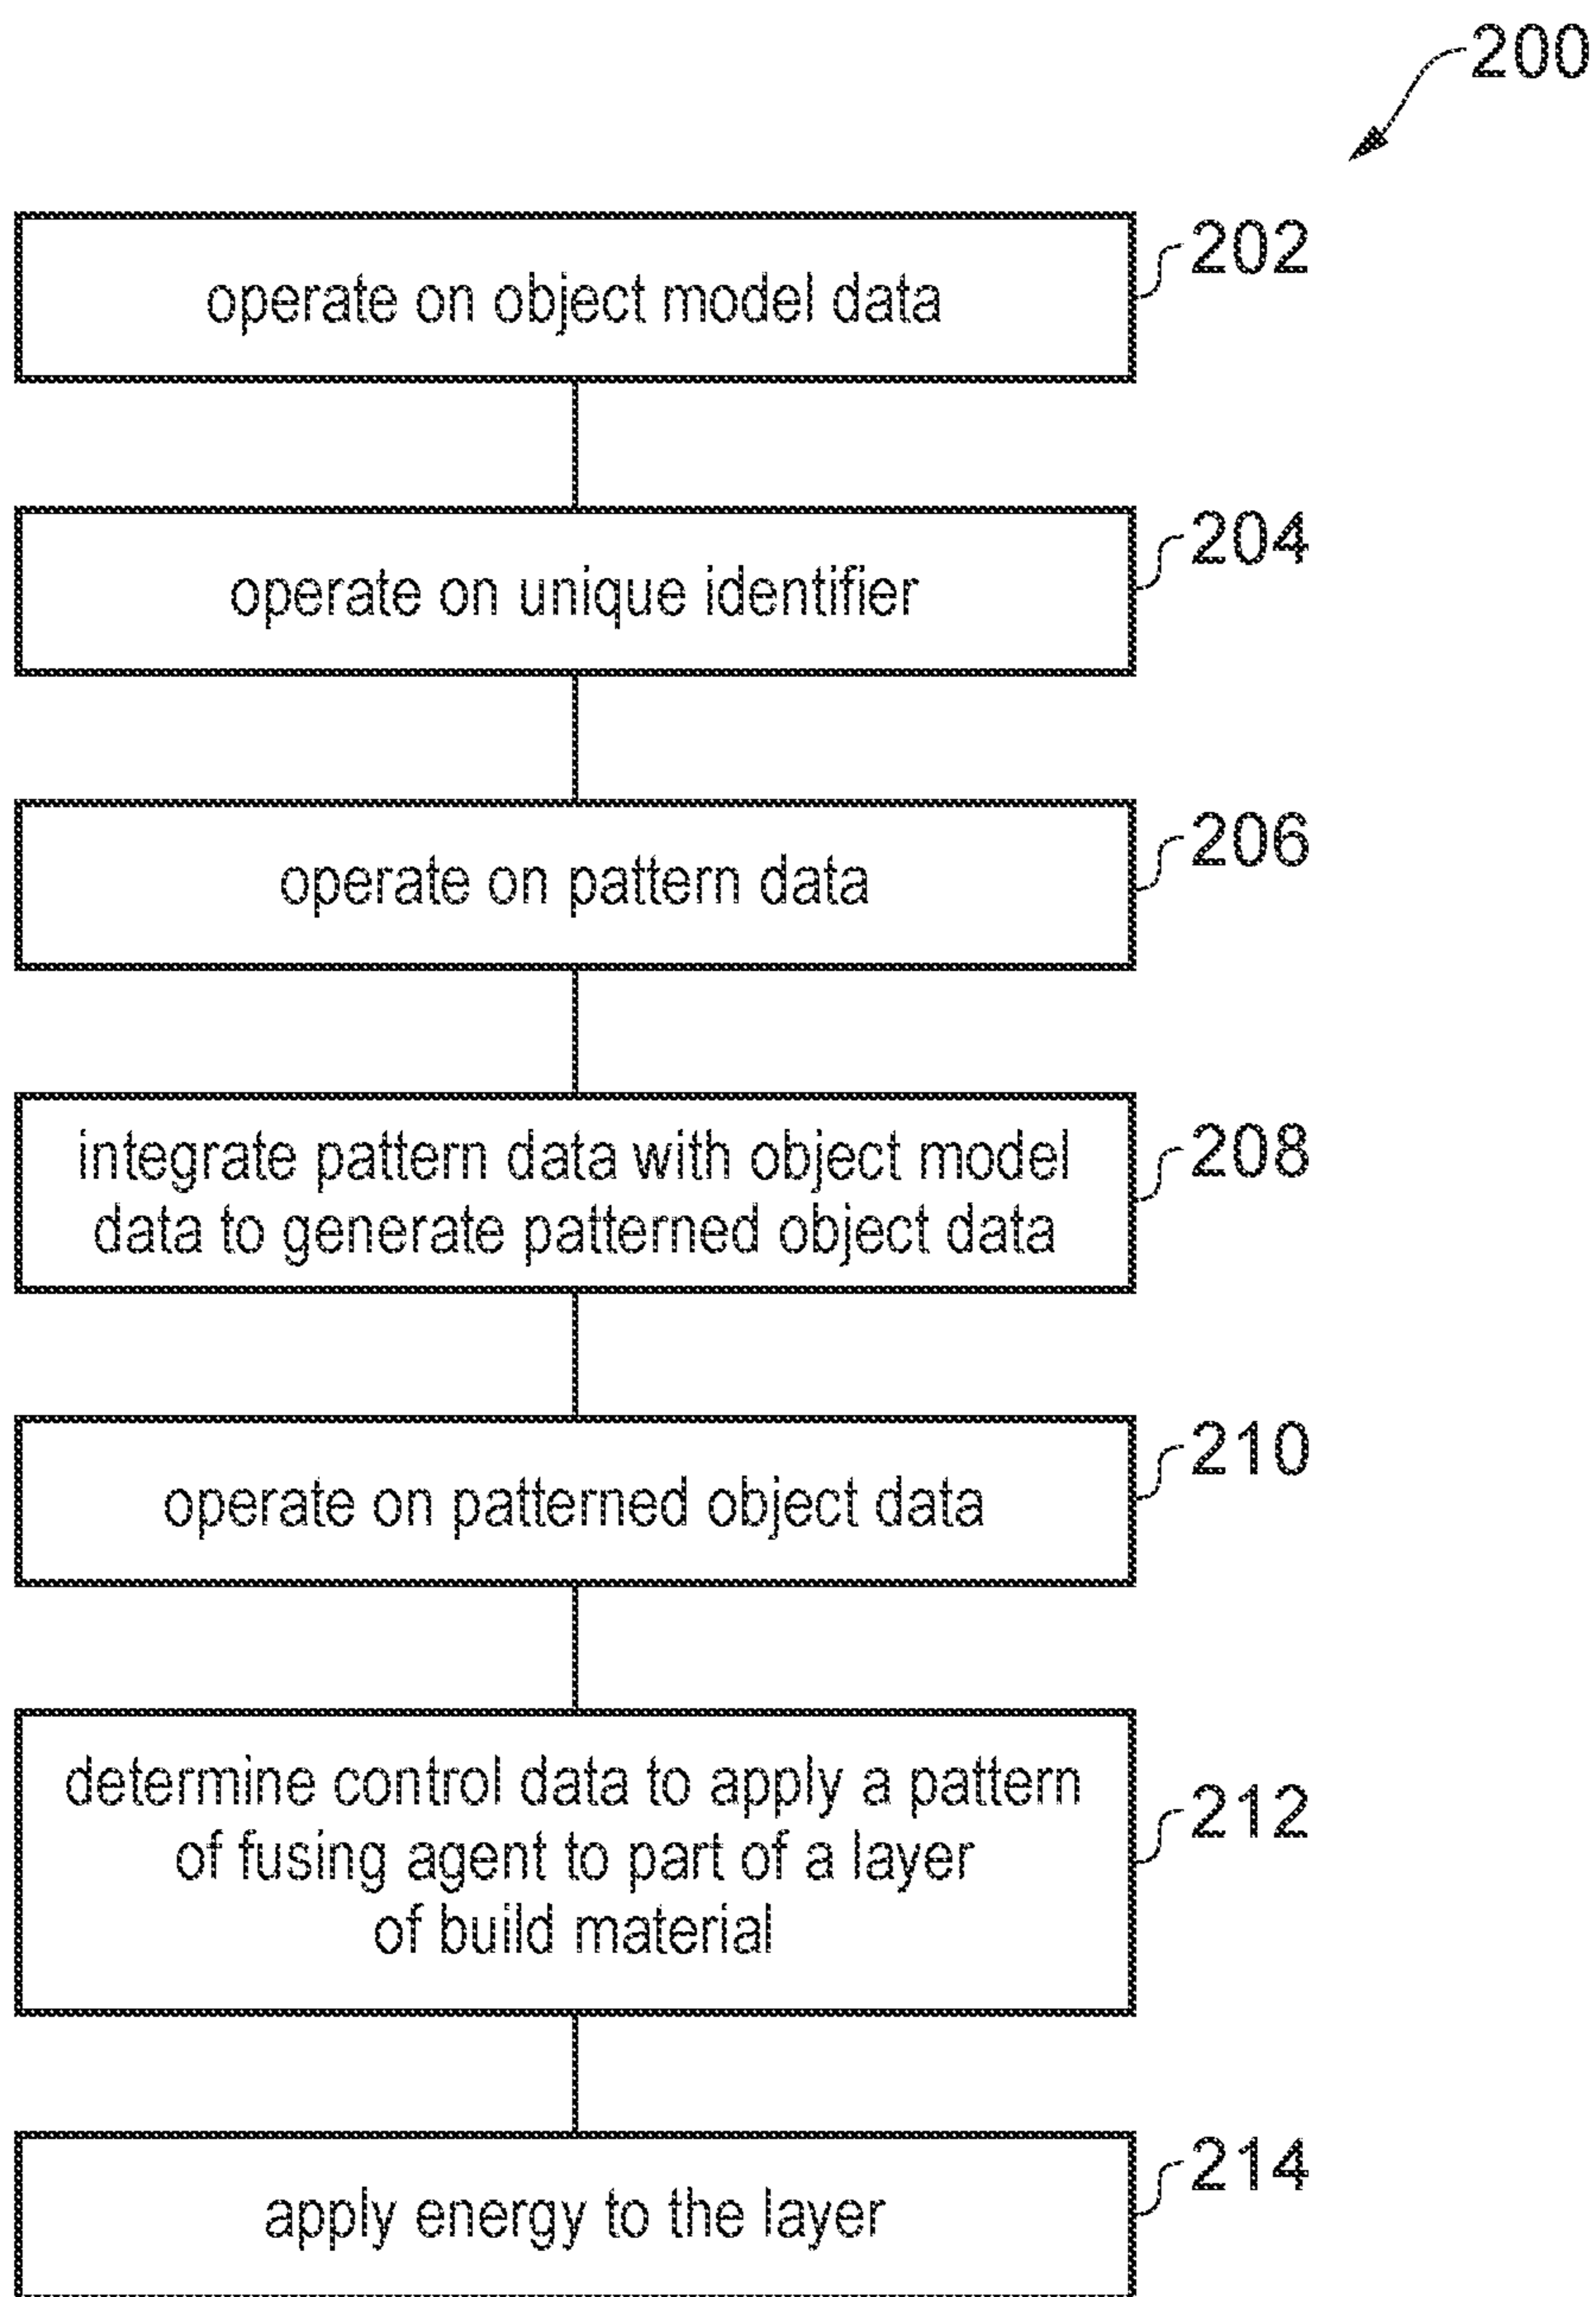 200
202
operate on object model data
204
operate on unique identifier
206
operate on pattern data
208
integrate pattern data with object model
data to generate patterned object data
210
operate on patterned object data
212
determine control data to apply a pattern
of fusing agent to part of a layer
of build material
214
apply energy to the layer